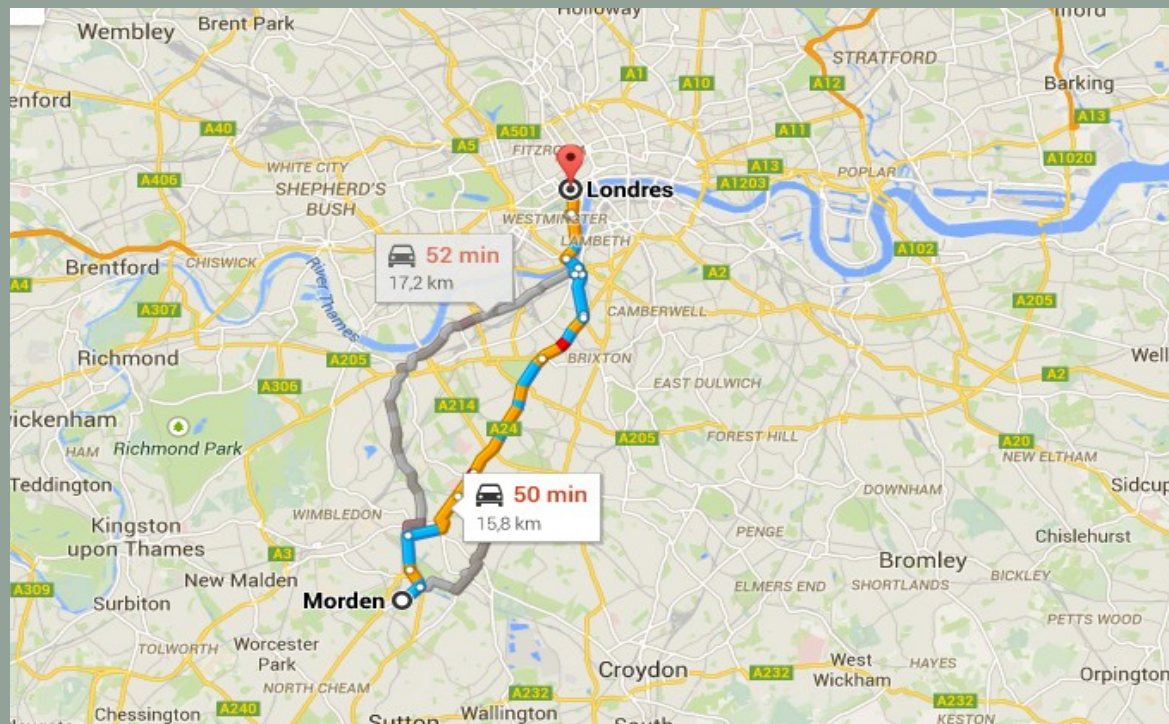 Holloway
Wembley
Brent Park
A1
A10
STRATFORD
A12
Barking
A40
A501
A5
FITZRO
A11
A13
WHITE CITY
A406
SHEPHERD'S
BUSH
A13
A1020
POPLAR
A1203
Londres
WESTMINSTER
LAMBETH
A102
52 min
17,2 km
Brentford
CHISWICK
River Thames
A4
A2
A307
A205
CAMBERWELL
Richmond
A205
BRIXTON
A306
A2
EAST DULWICH
A214
A24
A205
FOREST HILL
A20
NEW ELTHAM
HAM
Richmond Park
Teddington
50 min
15,8 km
DOWNHAM
Sidcup
WIMBLEDON
Kingston
upon Thames
PENGE
Chislehurst
A3
Bromley
New Malden
BICKLEY
A309
Surbiton
Morden
ELMERS END
SHORTLANDS
PETTS WOOD
TOLWORTH
Worcester
Park
Croydon
A232
West
Wickham
HAYES
Orpington
NORTH CHEAM
A232
Chessington
A240
Wallington
A232
Sutton
South
KESTON